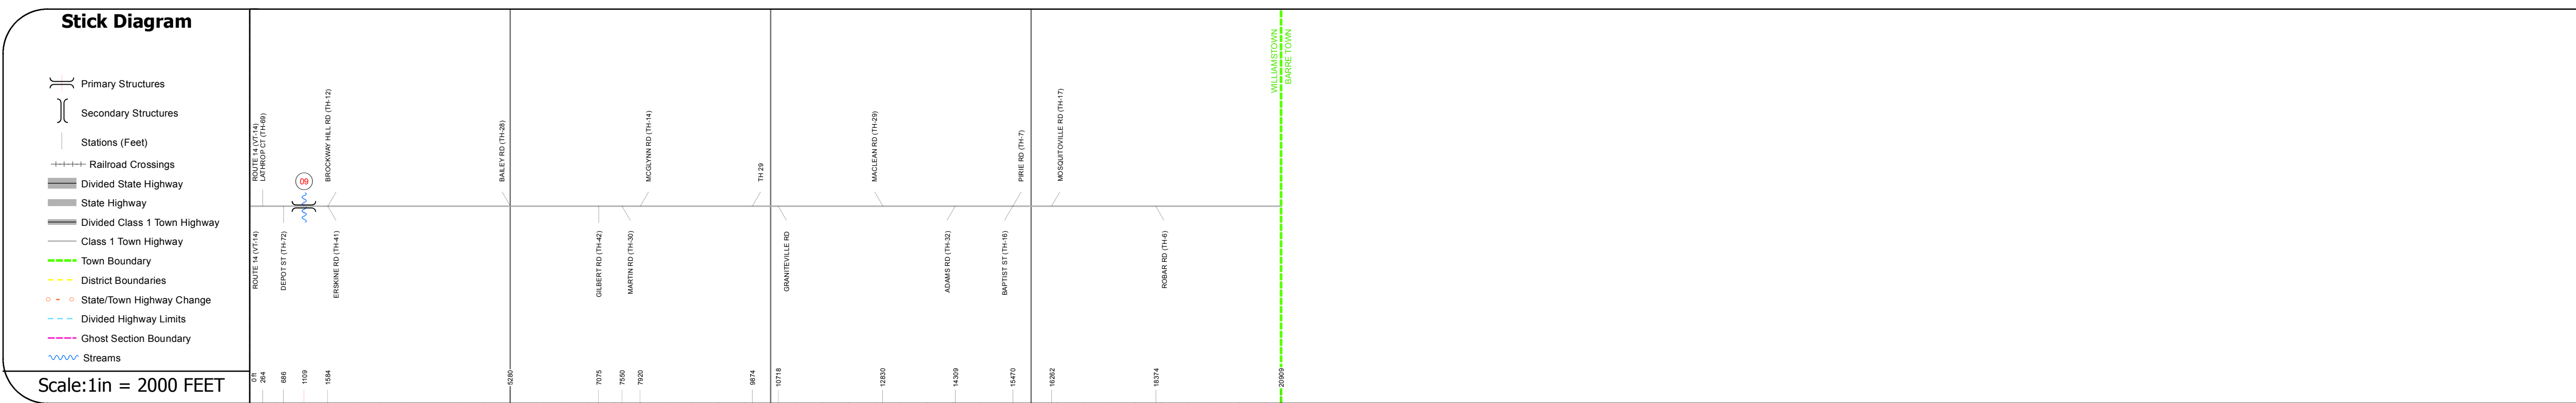 Stick Diagram
Primary Structures
Secondary Structures
Stations (Feet)
Railroad Crossings
Divided State Highway
State Highway
Divided Class 1 Town Highway
Class 1 Town Highway
Town Boundary
District Boundaries
State/Town Highway Change
Divided Highway Limits
Ghost Section Boundary
Streams
Scale:1in = 2000 FEET
ROUTE 14 (VT-14)
LATHROP CT (TH-69)
09
BROCKWAY HILL RD (TH-12)
BAILEY RD (TH-28)
MCGLYNN RD (TH-14)
TH 29
MACLEAN RD (TH-29)
PIRIE RD (TH-7)
MOSQUITOVILLE RD (TH-17)
WILLIAMSTOWN
BARRE TOWN
ROUTE 14 (VT-14)
DEPOT ST (TH-72)
ERSKINE RD (TH-41)
GILBERT RD (TH-42)
MARTIN RD (TH-30)
GRANITEVILLE RD
ADAMS RD (TH-32)
BAPTIST ST (TH-16)
ROBAR RD (TH-6)
0 ft
264
686
1109
1584
5280
7075
7550
7920
9874
10718
12830
14309
15470
16262
18374
20909